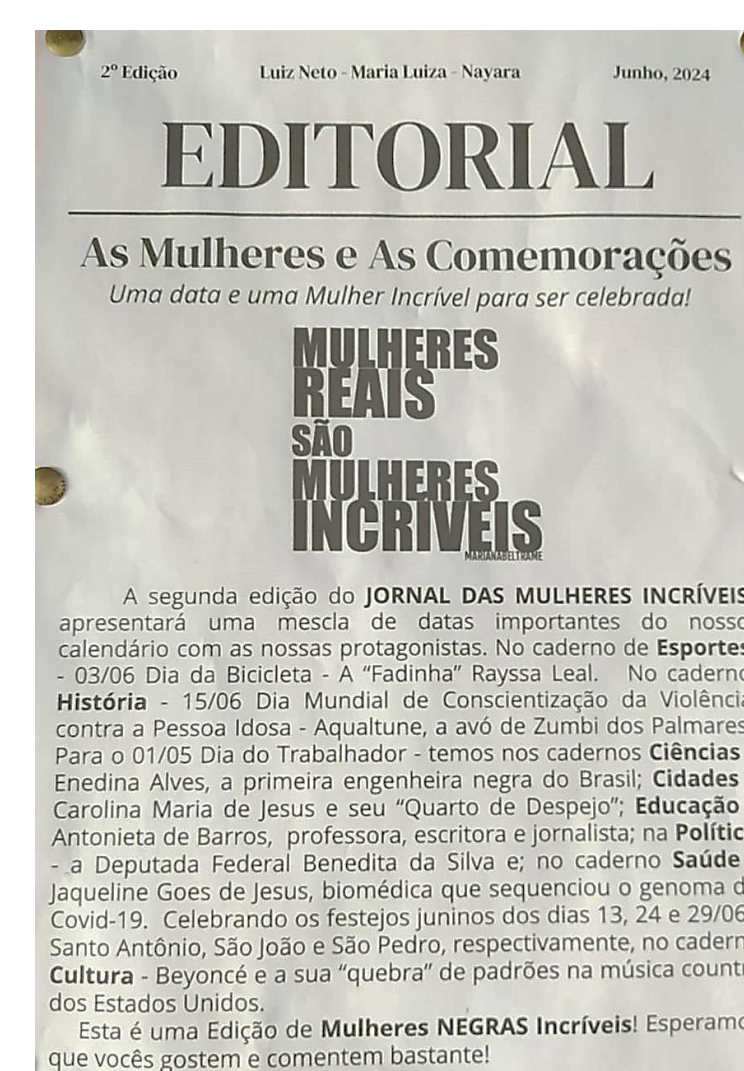 2º Edição Luiz Neto - Maria Luiza - Nayara Junho, 2024
EDITORIAL
As Mulheres e As Comemorações
Uma data e uma Mulher Incrível para ser celebrada!
MULHERES
REAIS
SÃO
MULHERES
INCRÍVEIS
MARIANABELTRAME
A segunda edição do JORNAL DAS MULHERES INCRÍVEIS
apresentará uma mescla de datas importantes do nosso
calendário com as nossas protagonistas. No caderno de Esportes
- 03/06 Dia da Bicicleta - A “Fadinha” Rayssa Leal. No caderno
História - 15/06 Dia Mundial de Conscientização da Violência
contra a Pessoa Idosa - Aqualtune, a avó de Zumbi dos Palmares
Para o 01/05 Dia do Trabalhador - temos nos cadernos Ciências
Enedina Alves, a primeira engenheira negra do Brasil; Cidades
Carolina Maria de Jesus e seu “Quarto de Despejo”; Educação
Antonieta de Barros, professora, escritora e jornalista; na Polític
- a Deputada Federal Benedita da Silva e; no caderno Saúde
Jaqueline Goes de Jesus, biomédica que sequenciou o genoma d
Covid-19. Celebrando os festejos juninos dos dias 13, 24 e 29/06
Santo Antônio, São João e São Pedro, respectivamente, no cadern
Cultura - Beyoncé e a sua “quebra” de padrões na música countr
dos Estados Unidos.
Esta é uma Edição de Mulheres NEGRAS Incríveis! Esperamo
que vocês gostem e comentem bastante!